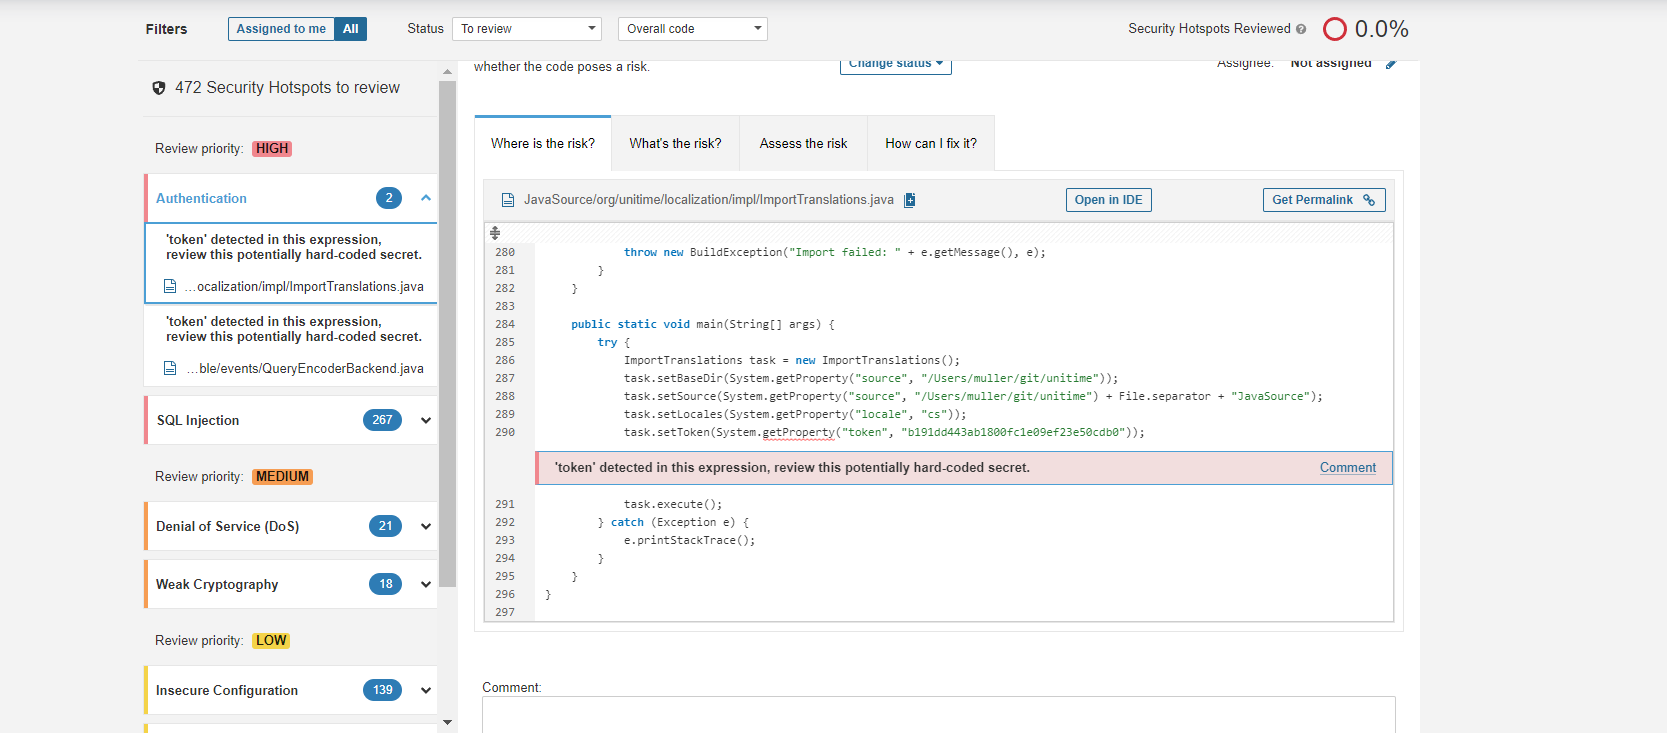 Filters
Assigned to me All
Status To review Overall code
Security Hotspots Reviewed 0.0%
472 Security Hotspots to review
Review priority: HIGH
Authentication 2
'token' detected in this expression,
review this potentially hard-coded secret.
...ocalization/impl/ImportTranslations.java
'token' detected in this expression,
review this potentially hard-coded secret.
...ble/events/QueryEncoderBackend.java
SQL Injection 267
Review priority: MEDIUM
Denial of Service (DoS) 21
Weak Cryptography 18
Review priority: LOW
Insecure Configuration 139
whether the code poses a risk.
Change status
Assignee: Not assigned
Where is the risk? What's the risk? Assess the risk How can I fix it?
JavaSource/org/unitime/localization/impl/ImportTranslations.java
Open in IDE
Get Permalink
280 throw new BuildException("Import failed: " + e.getMessage(), e);
281 }
282 }
283
284 public static void main(String[] args) {
285 try {
286 ImportTranslations task = new ImportTranslations();
287 task.setBaseDir(System.getProperty("source", "/Users/muller/git/unitime"));
288 task.setSource(System.getProperty("source", "/Users/muller/git/unitime") + File.separator + "JavaSource");
289 task.setLocales(System.getProperty("locale", "cs"));
290 task.setToken(System.getProperty("token", "b191dd443ab1800fc1e09ef23e50cdb0"));
'token' detected in this expression, review this potentially hard-coded secret. Comment
291 task.execute();
292 } catch (Exception e) {
293 e.printStackTrace();
294 }
295 }
296 }
297
Comment: